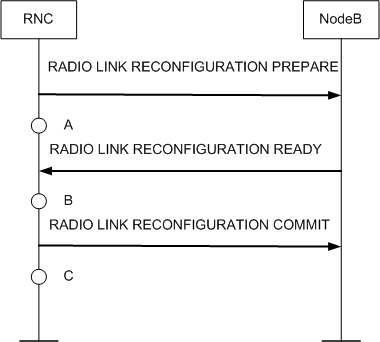 RNC
NodeB
RADIO LINK RECONFIGURATION PREPARE
A
RADIO LINK RECONFIGURATION READY
B
RADIO LINK RECONFIGURATION COMMIT
C